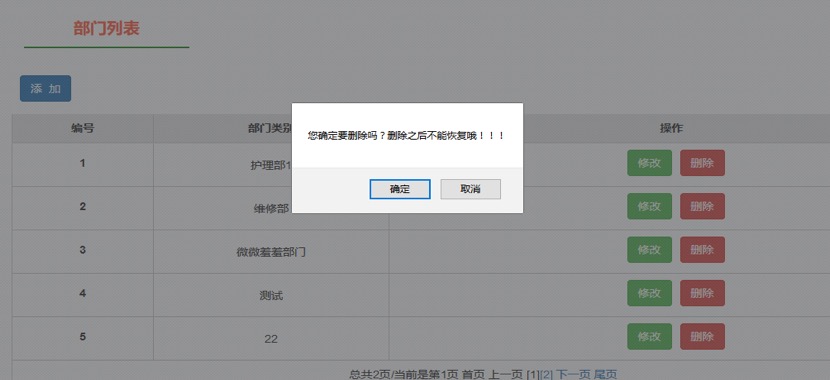 部门列表
添 加
编号 部门类别 操作
您确定要删除吗？删除之后不能恢复哦！！！
确定 取消
1 护理部1 修改 删除
2 维修部 修改 删除
3 微微羞羞部门 修改 删除
4 测试 修改 删除
5 22 修改 删除
总共2页/当前是第1页 首页 上一页 [1][2] 下一页 尾页